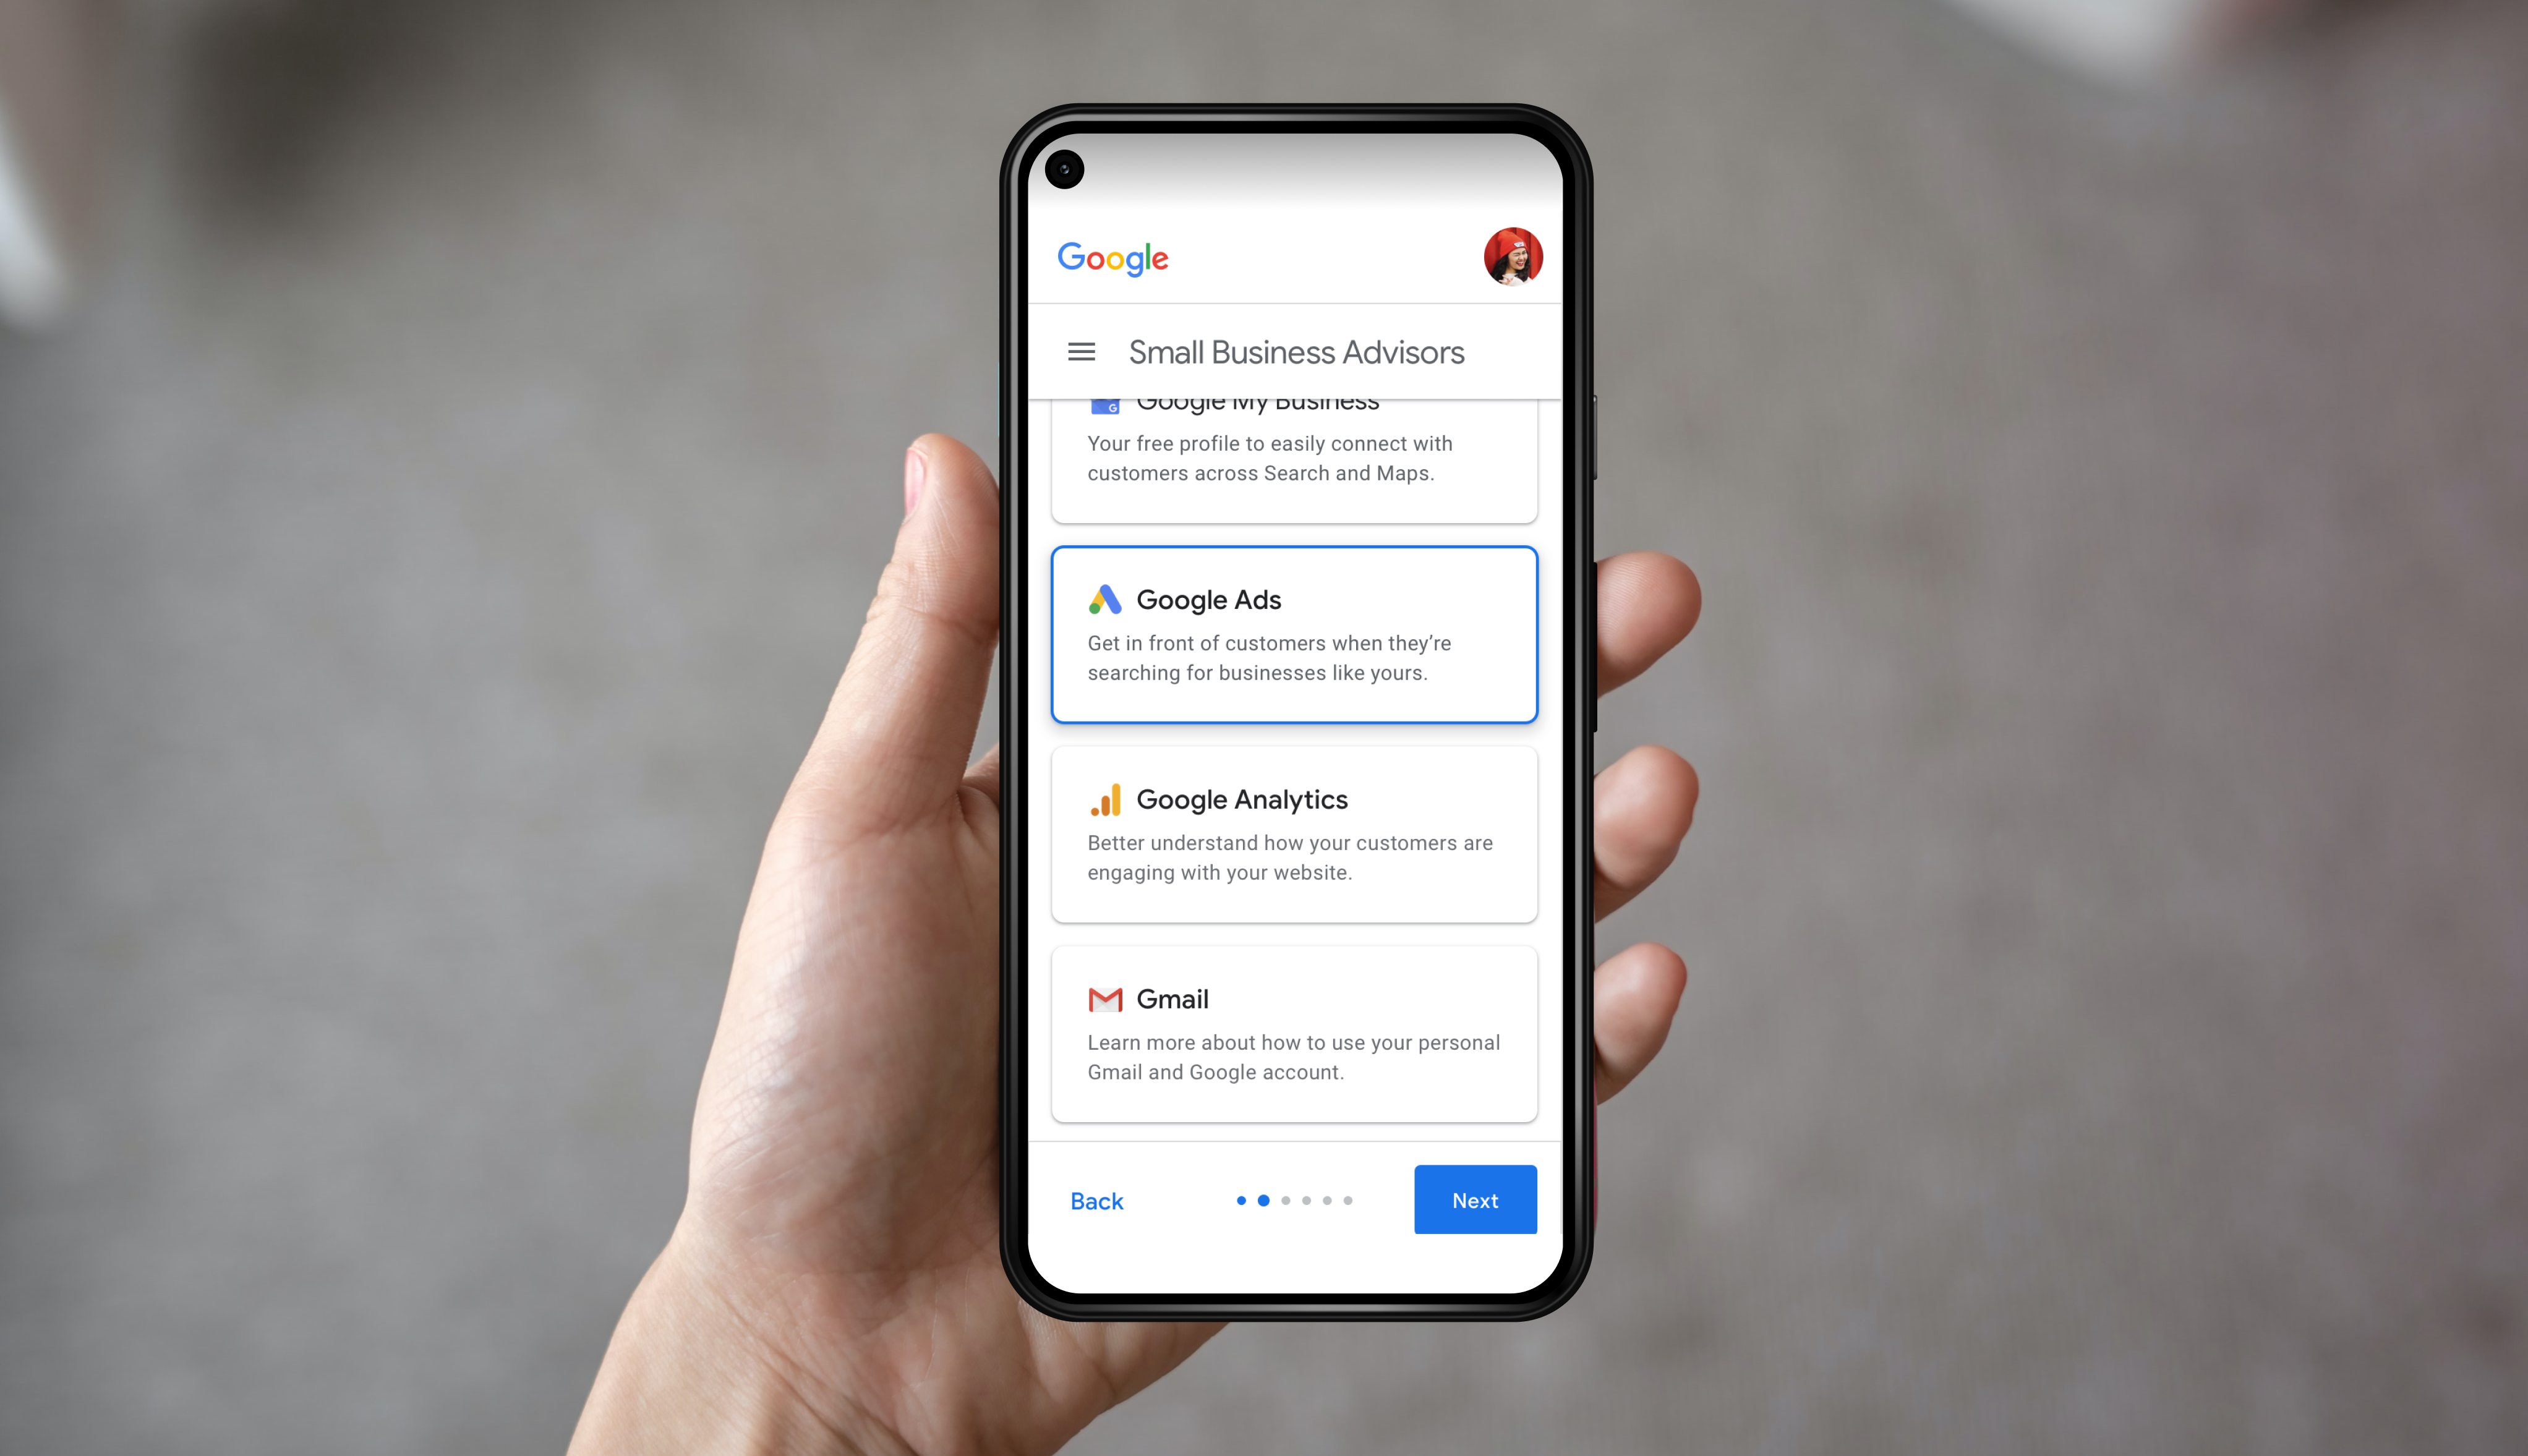 Google
Small Business Advisors
Google My Business
Your free profile to easily connect with
customers across Search and Maps.
Google Ads
Get in front of customers when they’re
searching for businesses like yours.
Google Analytics
Better understand how your customers are
engaging with your website.
Gmail
Learn more about how to use your personal
Gmail and Google account.
Back
Next